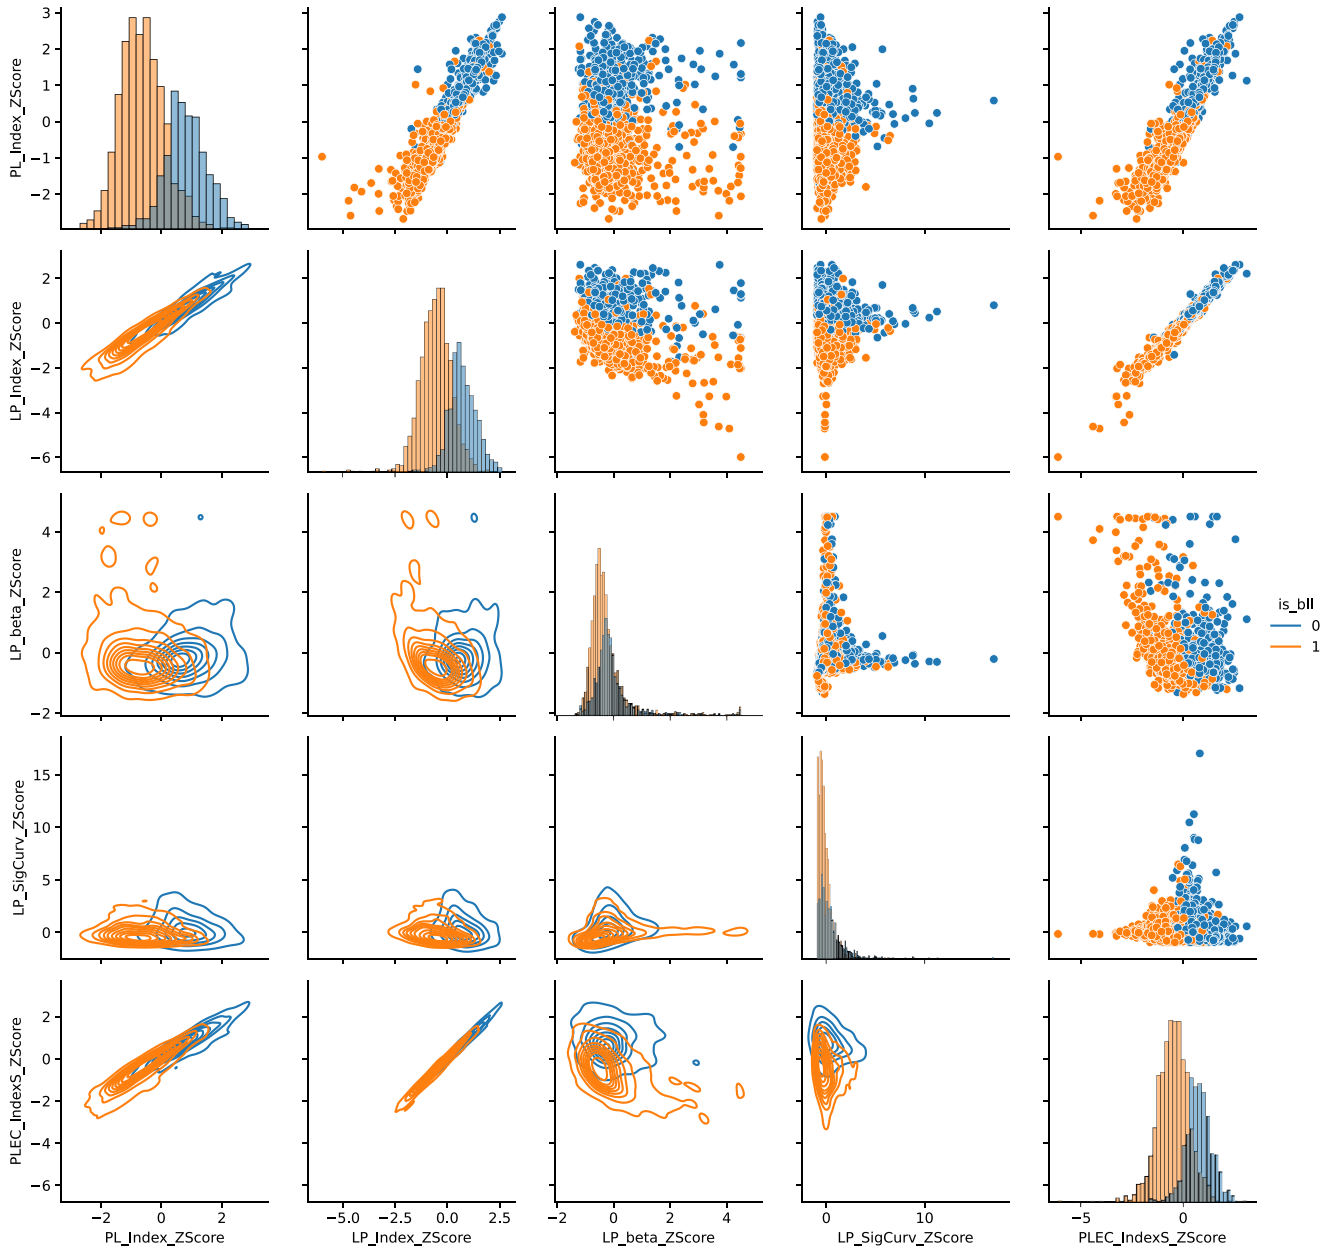 3
2
1
0
−1
−2
PL_Index_ZScore
2
0
−2
−4
−6
LP_Index_ZScore
4
2
0
−2
LP_beta_ZScore
is_bll
0
1
15
10
5
0
LP_SigCurv_ZScore
2
0
−2
−4
−6
PLEC_IndexS_ZScore
−2 0 2
−5.0 −2.5 0.0 2.5
−2 0 2 4
0 10
−5 0
PL_Index_ZScore LP_Index_ZScore LP_beta_ZScore LP_SigCurv_ZScore PLEC_IndexS_ZScore